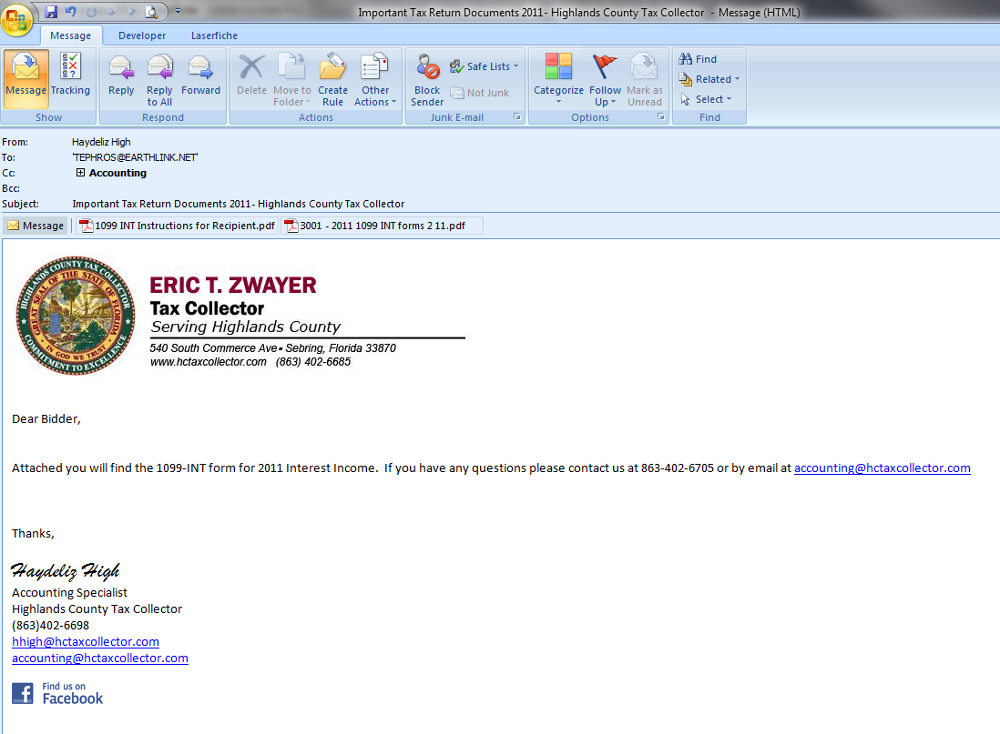 Important Tax Return Documents 2011- Highlands County Tax Collector - Message (HTML)
Message Developer Laserfiche
Message Tracking Reply Reply to All Forward Delete Move to Folder Create Rule Other Actions Block Sender Safe Lists Not Junk Categorize Follow Up Mark as Unread Find Related Select
Show Respond Actions Junk E-mail Options Find
From: Haydeliz High
To: 'TEPHROS@EARTHLINK.NET'
Cc: Accounting
Bcc:
Subject: Important Tax Return Documents 2011- Highlands County Tax Collector
Message 1099 INT Instructions for Recipient.pdf 3001 - 2011 1099 INT forms 2 11.pdf
HIGHLANDS COUNTY TAX COLLECTOR
GREAT SEAL OF THE STATE OF FLORIDA
IN GOD WE TRUST
COMMITMENT TO EXCELLENCE
ERIC T. ZWAYER
Tax Collector
Serving Highlands County
540 South Commerce Ave▪ Sebring, Florida 33870
www.hctaxcollector.com (863) 402-6685
Dear Bidder,
Attached you will find the 1099-INT form for 2011 Interest Income. If you have any questions please contact us at 863-402-6705 or by email at accounting@hctaxcollector.com
Thanks,
Haydeliz High
Accounting Specialist
Highlands County Tax Collector
(863)402-6698
hhigh@hctaxcollector.com
accounting@hctaxcollector.com
Find us on
Facebook